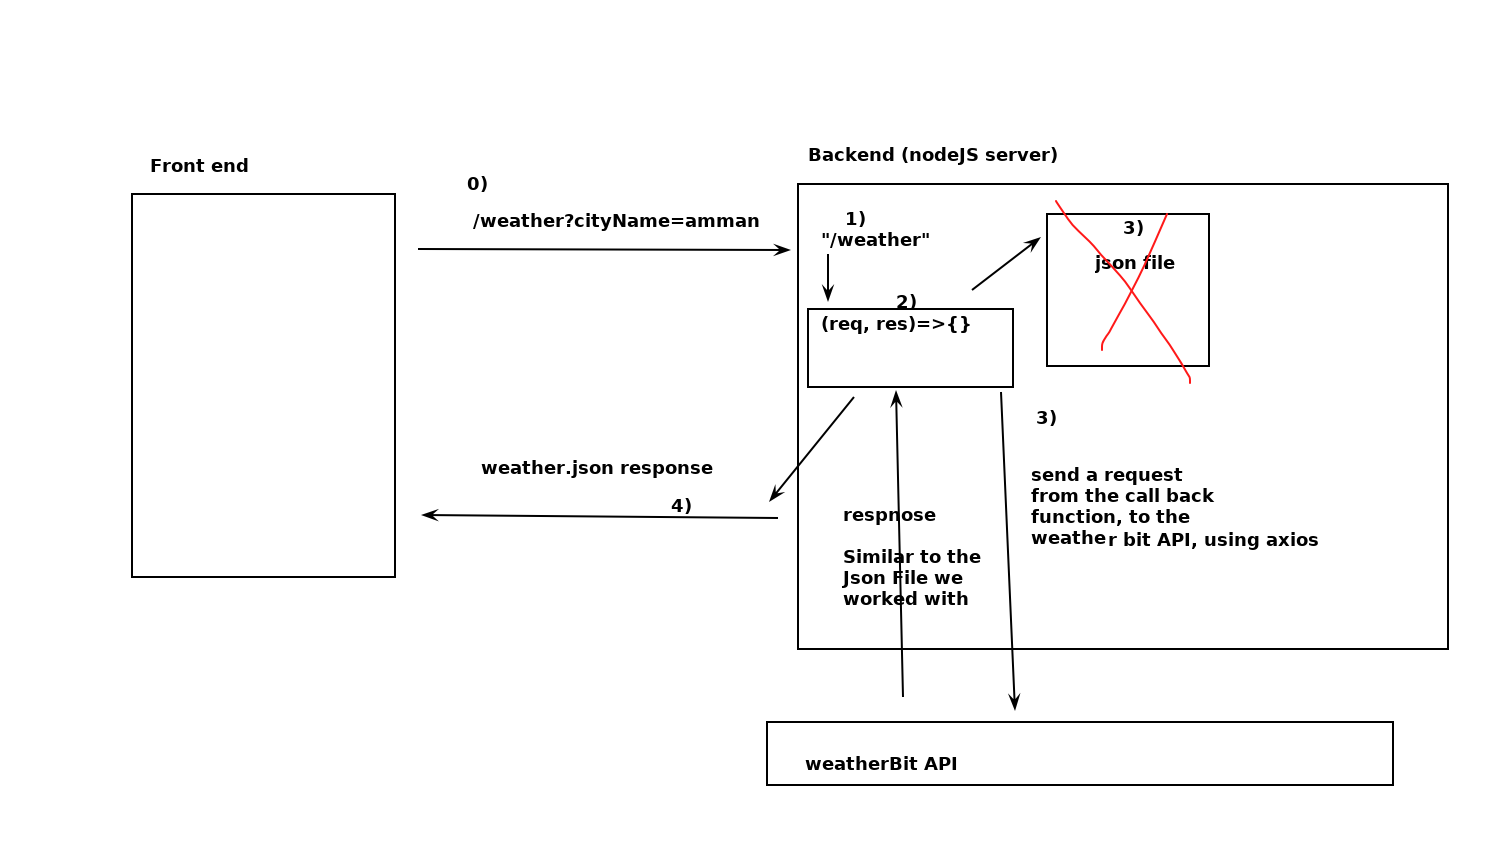 Front end
0)
/weather?cityName=amman
Backend (nodeJS server)
1)
"/weather"
2)
(req, res)=>{}
3)
json file
3)
send a request
from the call back
function, to the
weather bit API, using axios
weather.json response
4)
respnose
Similar to the
Json File we
worked with
weatherBit API